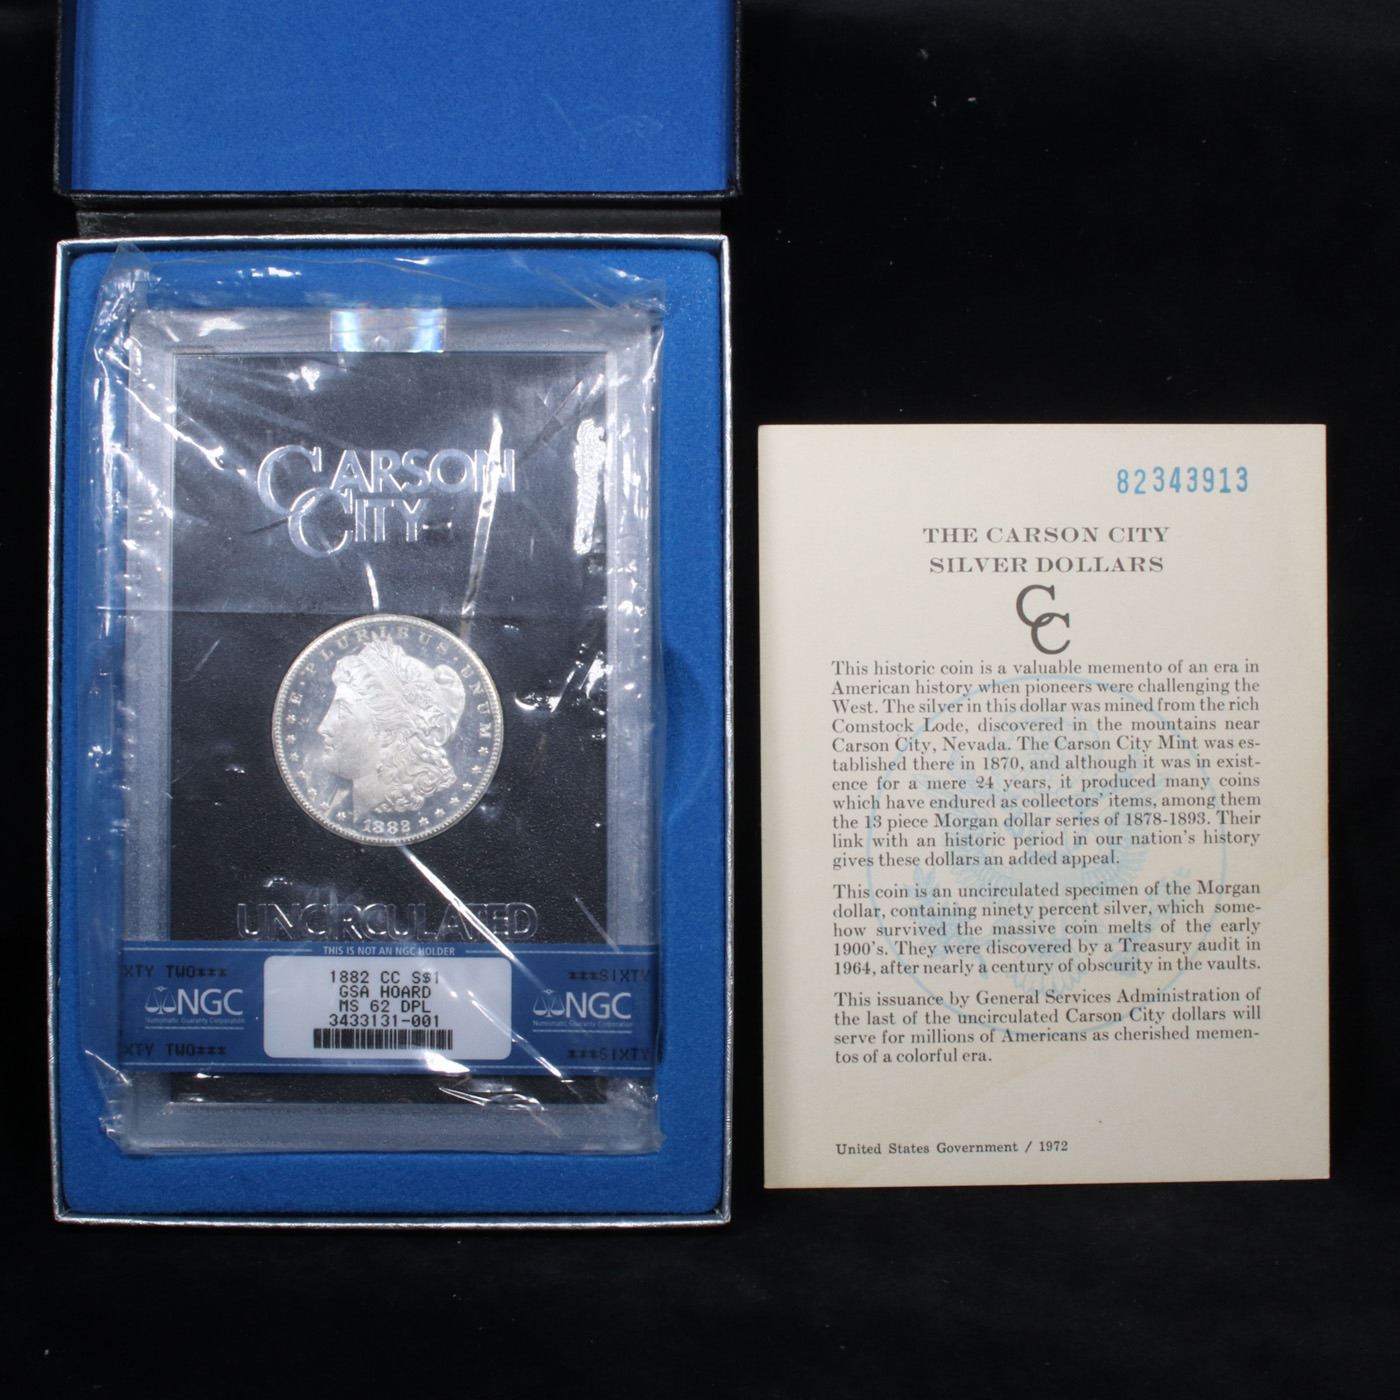 CARSON
CITY
E·PLURIBUS·UNUM
1882
UNCIRCULATED
THIS IS NOT AN NGC HOLDER
XTY TWO***
***SIXTY
1882 CC S$1
GSA HOARD
MS 62 DPL
3433131-001
NGC
Numismatic Guaranty Corporation
NGC
Numismatic Guaranty Corporation
XTY TWO***
***SIXTY
82343913
THE CARSON CITY
SILVER DOLLARS
CC
This historic coin is a valuable memento of an era in
American history when pioneers were challenging the
West. The silver in this dollar was mined from the rich
Comstock Lode, discovered in the mountains near
Carson City, Nevada. The Carson City Mint was es-
tablished there in 1870, and although it was in exist-
ence for a mere 24 years, it produced many coins
which have endured as collectors' items, among them
the 13 piece Morgan dollar series of 1878-1893. Their
link with an historic period in our nation's history
gives these dollars an added appeal.
This coin is an uncirculated specimen of the Morgan
dollar, containing ninety percent silver, which some-
how survived the massive coin melts of the early
1900's. They were discovered by a Treasury audit in
1964, after nearly a century of obscurity in the vaults.
This issuance by General Services Administration of
the last of the uncirculated Carson City dollars will
serve for millions of Americans as cherished memen-
tos of a colorful era.
United States Government / 1972